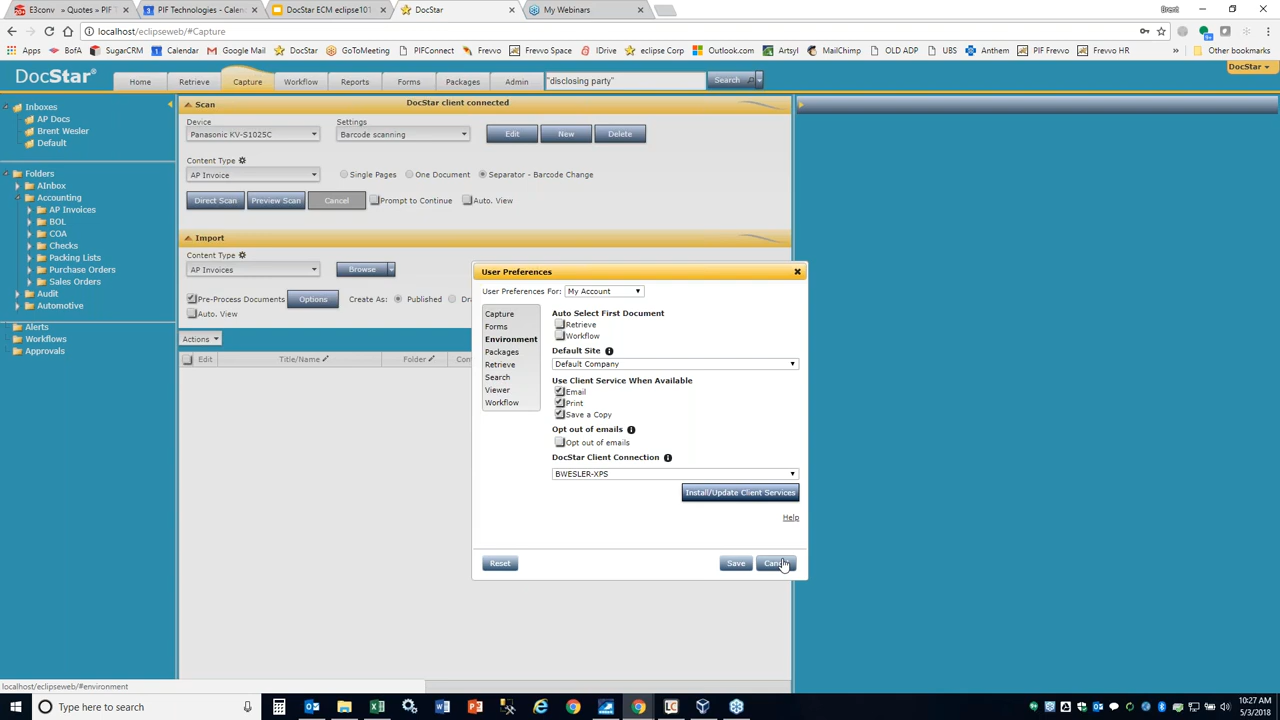 E3conv » Quotes » PIF T
PIF Technologies - Calend
DocStar ECM eclipse101
DocStar
My Webinars
Brent
localhost/eclipseweb/#Capture
Apps
BofA
SugarCRM
Calendar
Google Mail
DocStar
GoToMeeting
PIFConnect
Frevvo
Frevvo Space
IDrive
eclipse Corp
Outlook.com
Artsyl
MailChimp
OLD ADP
UBS
Anthem
PIF Frevvo
Frevvo HR
»
Other bookmarks
DocStar®
Home
Retrieve
Capture
Workflow
Reports
Forms
Packages
Admin
"disclosing party"
Search
DocStar
Inboxes
AP Docs
Brent Wesler
Default
Folders
AInbox
Accounting
AP Invoices
BOL
COA
Checks
Packing Lists
Purchase Orders
Sales Orders
Audit
Automotive
Alerts
Workflows
Approvals
Scan
DocStar client connected
Device
Settings
Panasonic KV-S1025C
Barcode scanning
Edit
New
Delete
Content Type
AP Invoice
Single Pages
One Document
Separator - Barcode Change
Direct Scan
Preview Scan
Cancel
Prompt to Continue
Auto. View
Import
Content Type
AP Invoices
Browse
Pre-Process Documents
Options
Create As:
Published
Dra
Auto. View
Actions
Edit
Title/Name
Folder
Con
User Preferences
User Preferences For:
My Account
Capture
Forms
Environment
Packages
Retrieve
Search
Viewer
Workflow
Auto Select First Document
Retrieve
Workflow
Default Site
Default Company
Use Client Service When Available
Email
Print
Save a Copy
Opt out of emails
Opt out of emails
DocStar Client Connection
BWESLER-XPS
Install/Update Client Services
Help
Reset
Save
localhost/eclipseweb/#environment
Type here to search
10:27 AM
5/3/2018